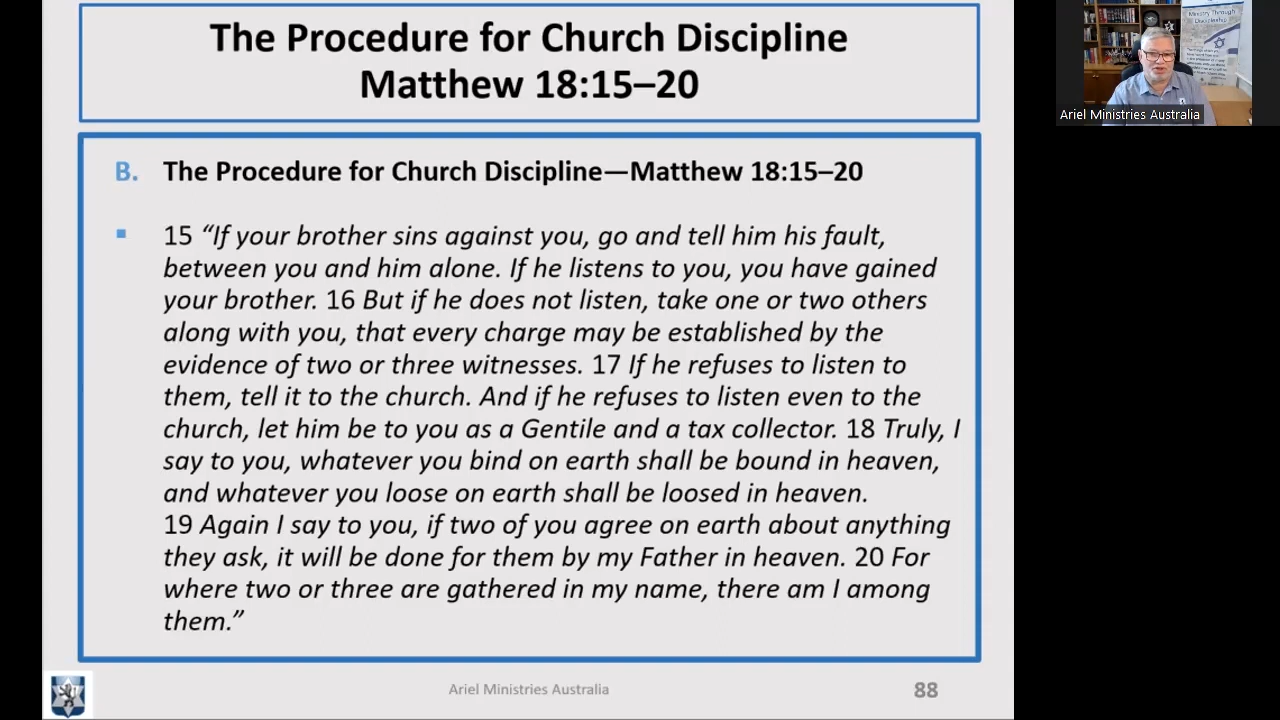 The Procedure for Church Discipline
Matthew 18:15–20
B. The Procedure for Church Discipline—Matthew 18:15–20
▪ 15 “If your brother sins against you, go and tell him his fault,
between you and him alone. If he listens to you, you have gained
your brother. 16 But if he does not listen, take one or two others
along with you, that every charge may be established by the
evidence of two or three witnesses. 17 If he refuses to listen to
them, tell it to the church. And if he refuses to listen even to the
church, let him be to you as a Gentile and a tax collector. 18 Truly, I
say to you, whatever you bind on earth shall be bound in heaven,
and whatever you loose on earth shall be loosed in heaven.
19 Again I say to you, if two of you agree on earth about anything
they ask, it will be done for them by my Father in heaven. 20 For
where two or three are gathered in my name, there am I among
them.”
Ariel Ministries Australia
88
Ministry Through
Discipleship
Ariel Ministries Australia